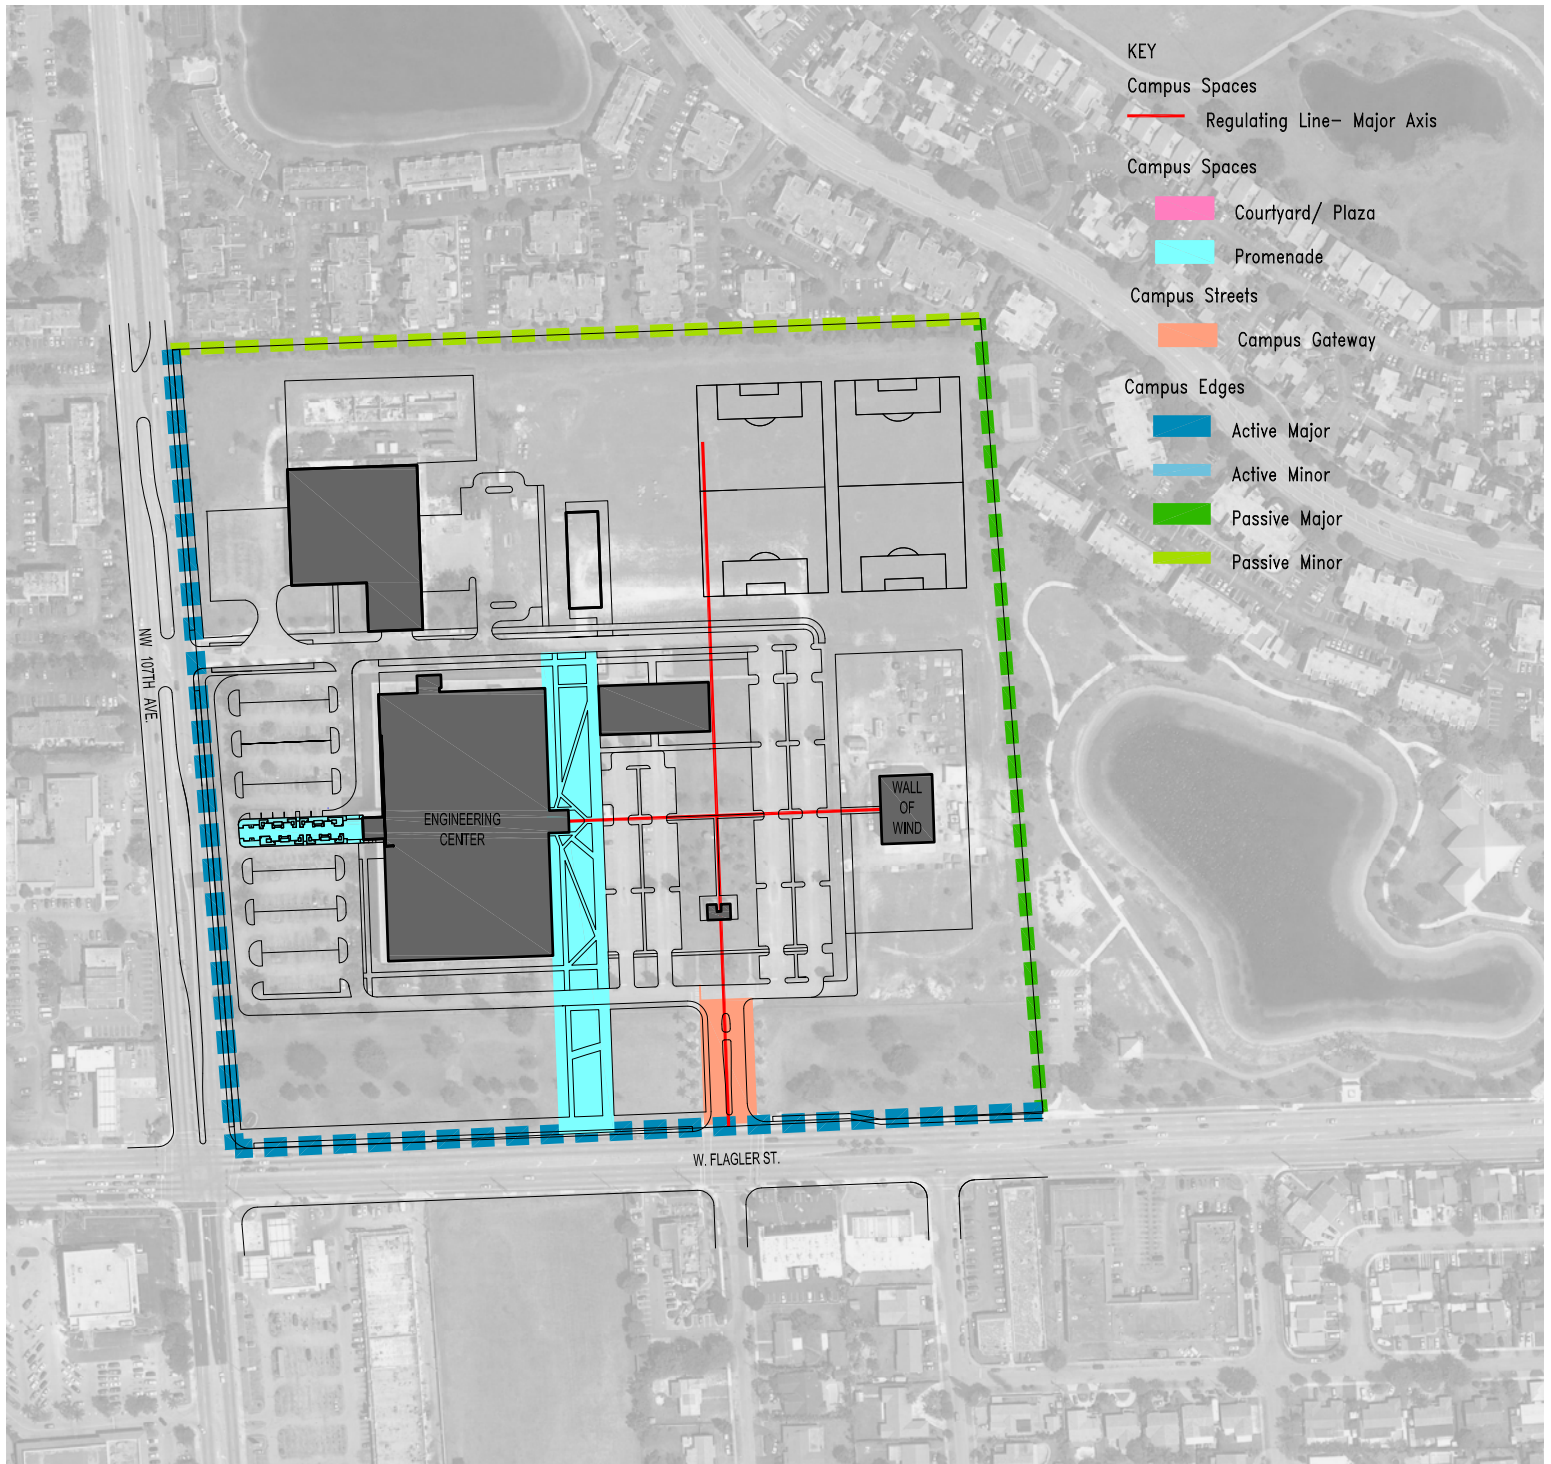 KEY
Campus Spaces
Regulating Line- Major Axis
Campus Spaces
Courtyard/ Plaza
Promenade
Campus Streets
Campus Gateway
Campus Edges
Active Major
Active Minor
Passive Major
Passive Minor
NW 107TH AVE.
ENGINEERING
CENTER
WALL
OF
WIND
W. FLAGLER ST.